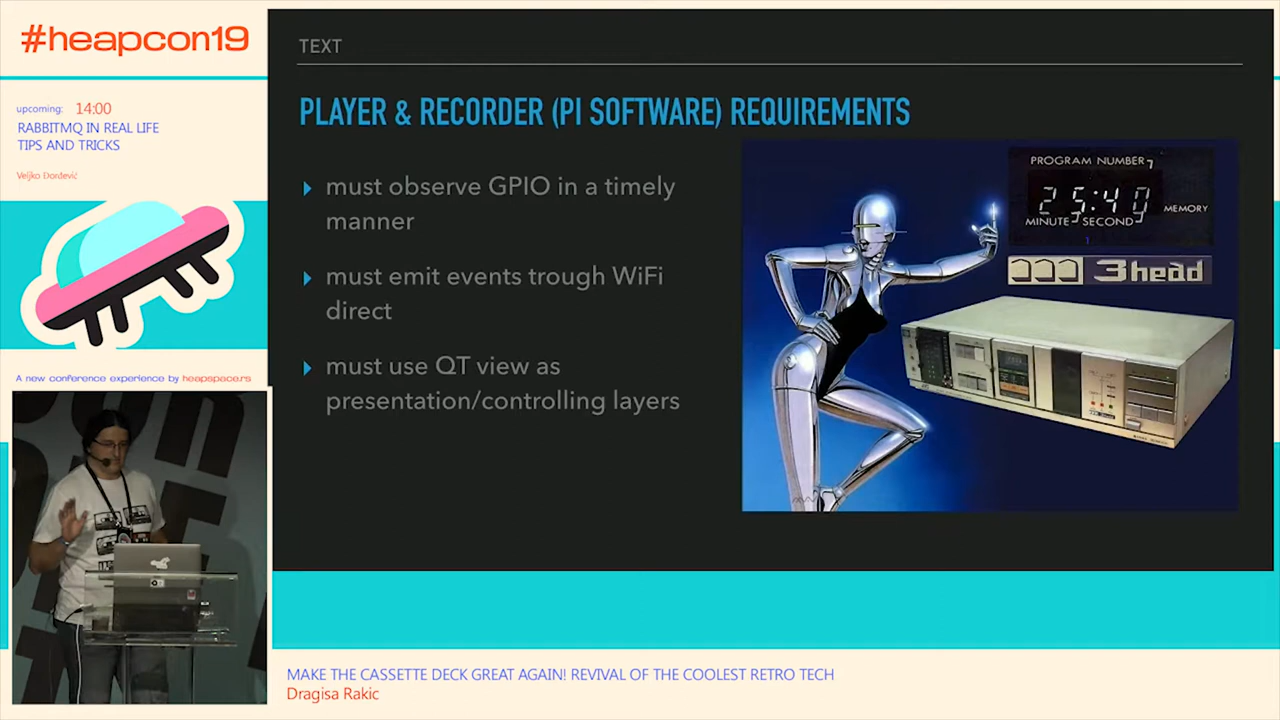 #heapcon19
upcoming: 14:00
RABBITMQ IN REAL LIFE
TIPS AND TRICKS
Veljko Đorđević
A new conference experience by heapspace.rs
TEXT
PLAYER & RECORDER (PI SOFTWARE) REQUIREMENTS
must observe GPIO in a timely
manner
must emit events trough WiFi
direct
must use QT view as
presentation/controlling layers
PROGRAM NUMBER
25:40
MEMORY
MINUTE SECOND
3head
MAKE THE CASSETTE DECK GREAT AGAIN! REVIVAL OF THE COOLEST RETRO TECH
Dragisa Rakic